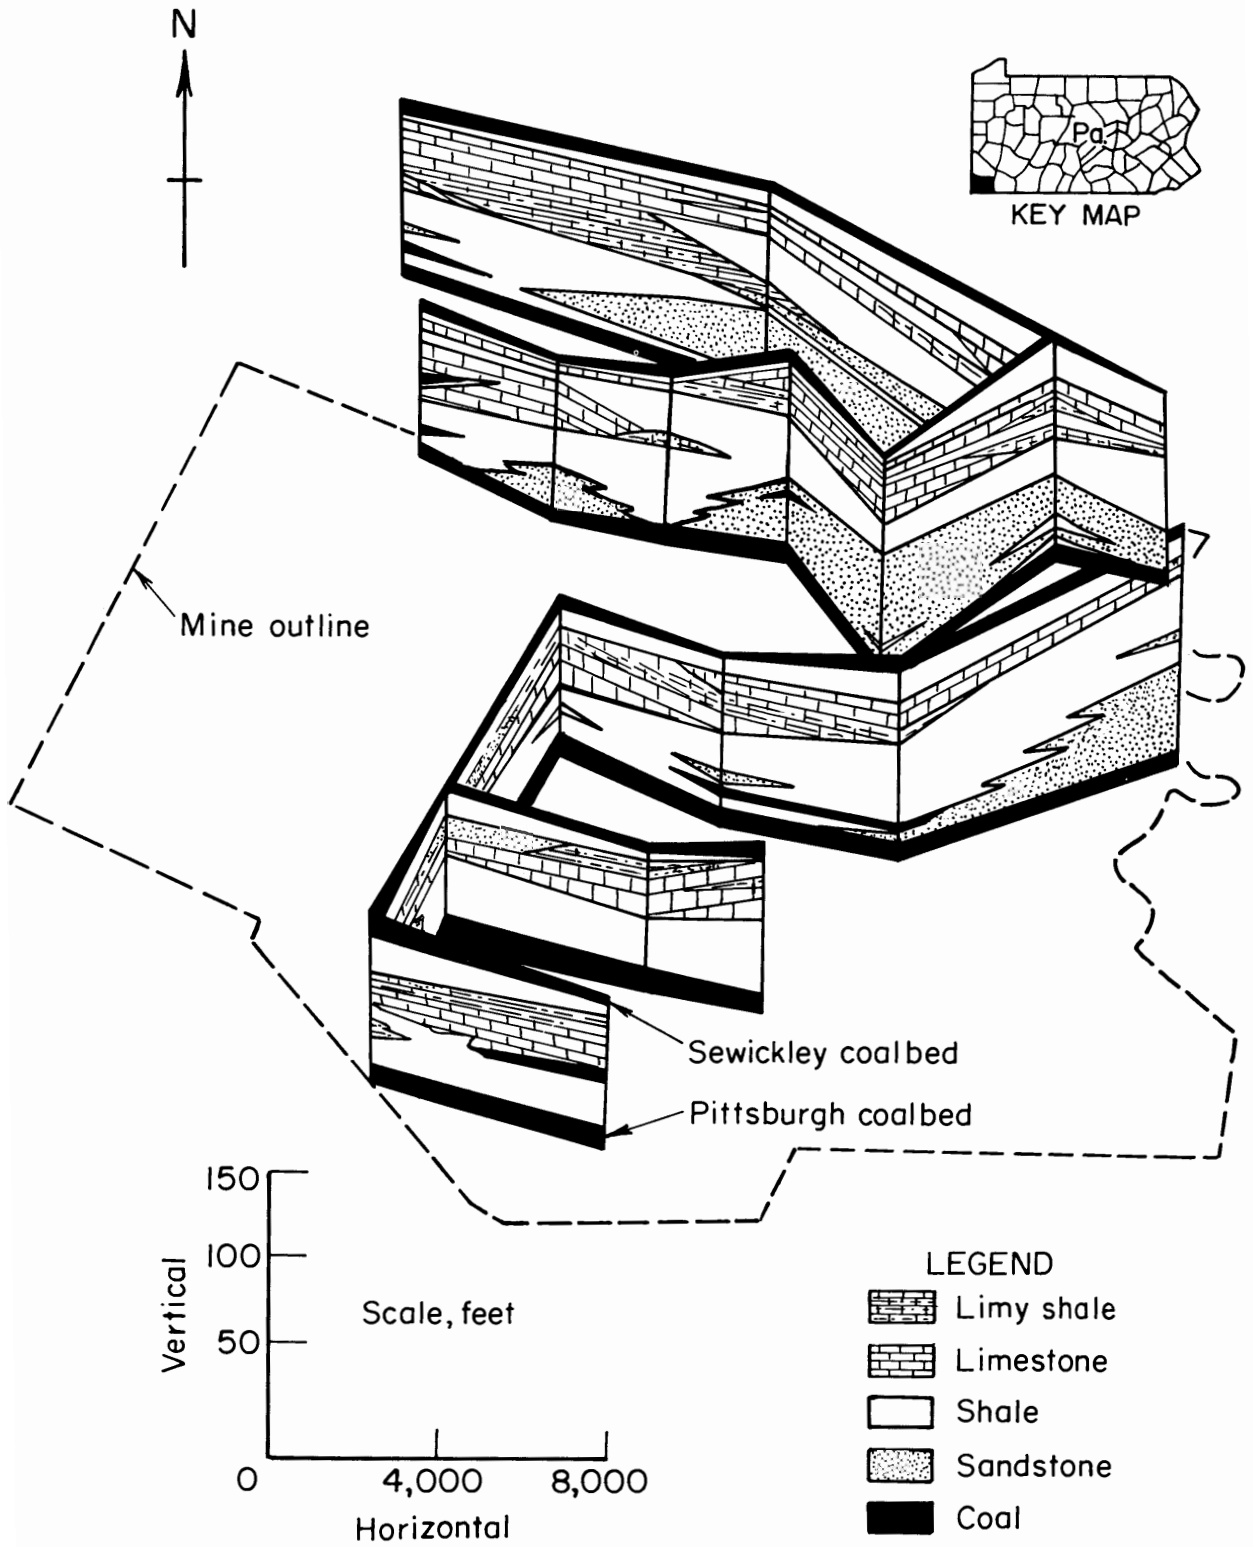 N
Pa.
KEY MAP
Mine outline
Sewickley coalbed
Pittsburgh coalbed
150
100
50
0
Vertical
Scale, feet
4,000
8,000
Horizontal
LEGEND
Limy shale
Limestone
Shale
Sandstone
Coal